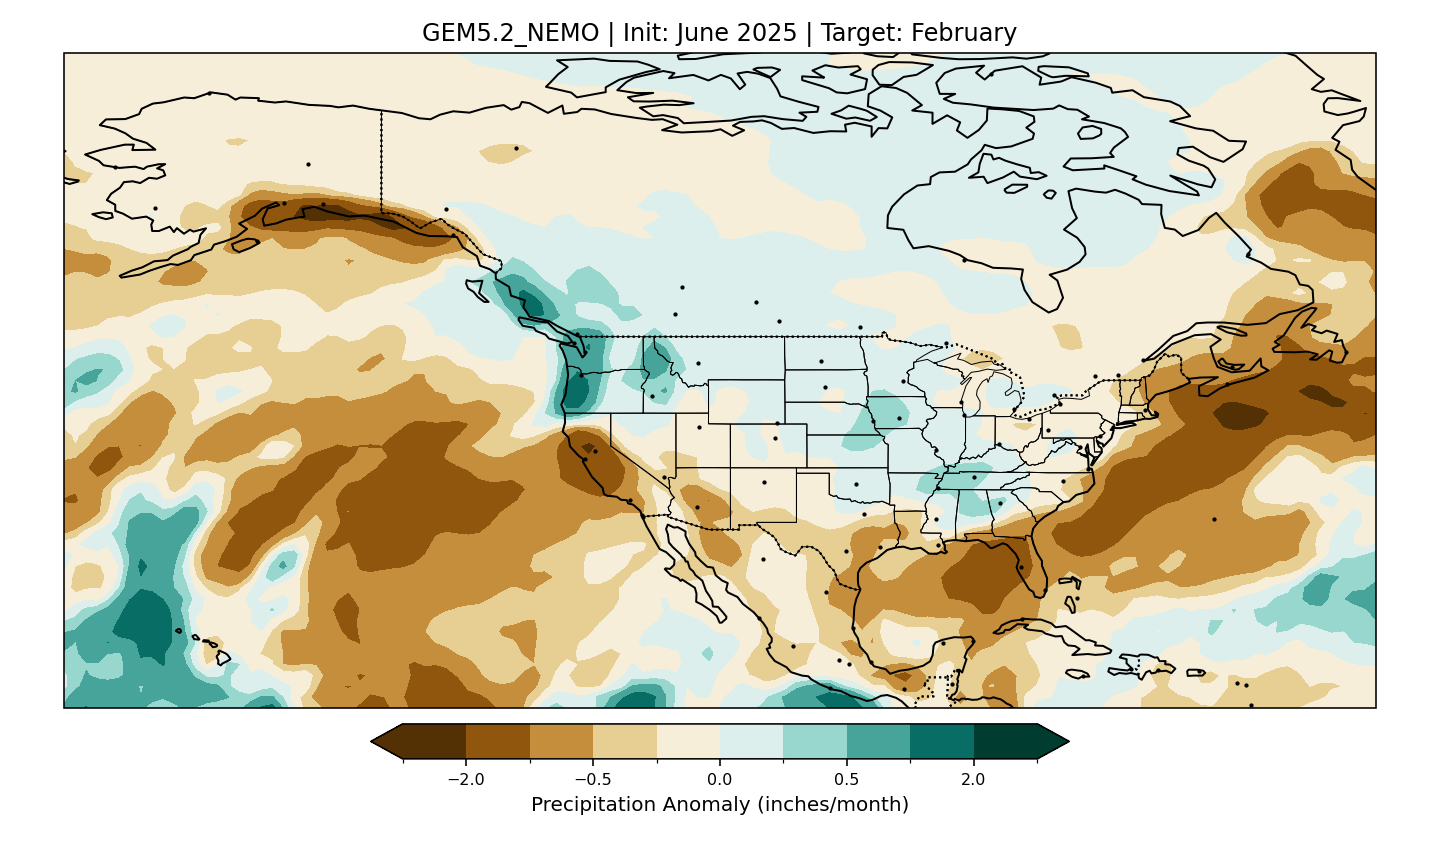 GEM5.2_NEMO | Init: June 2025 | Target: February
−2.0 −0.5 0.0 0.5 2.0
Precipitation Anomaly (inches/month)